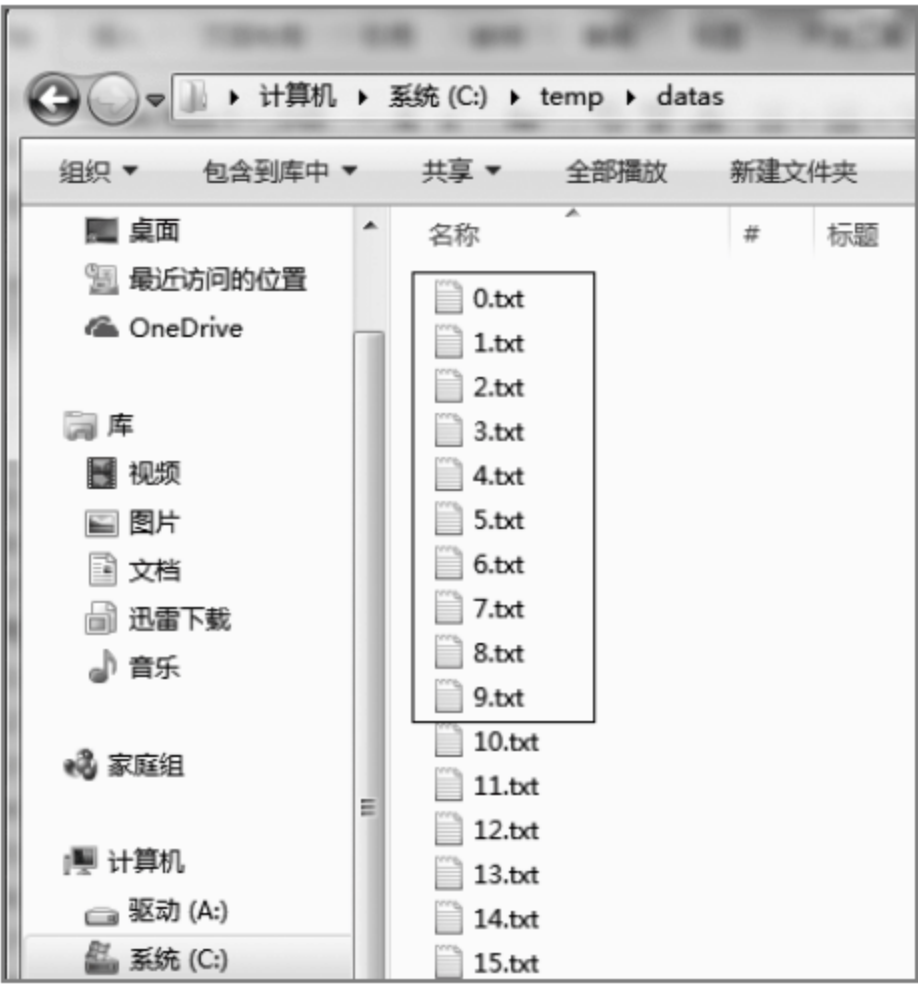 计算机 系统 (C:) temp datas
组织 包含到库中 共享 全部播放 新建文件夹
桌面
最近访问的位置
OneDrive
库
视频
图片
文档
迅雷下载
音乐
家庭组
计算机
驱动 (A:)
系统 (C:)
名称 # 标题
0.txt
1.txt
2.txt
3.txt
4.txt
5.txt
6.txt
7.txt
8.txt
9.txt
10.txt
11.txt
12.txt
13.txt
14.txt
15.txt